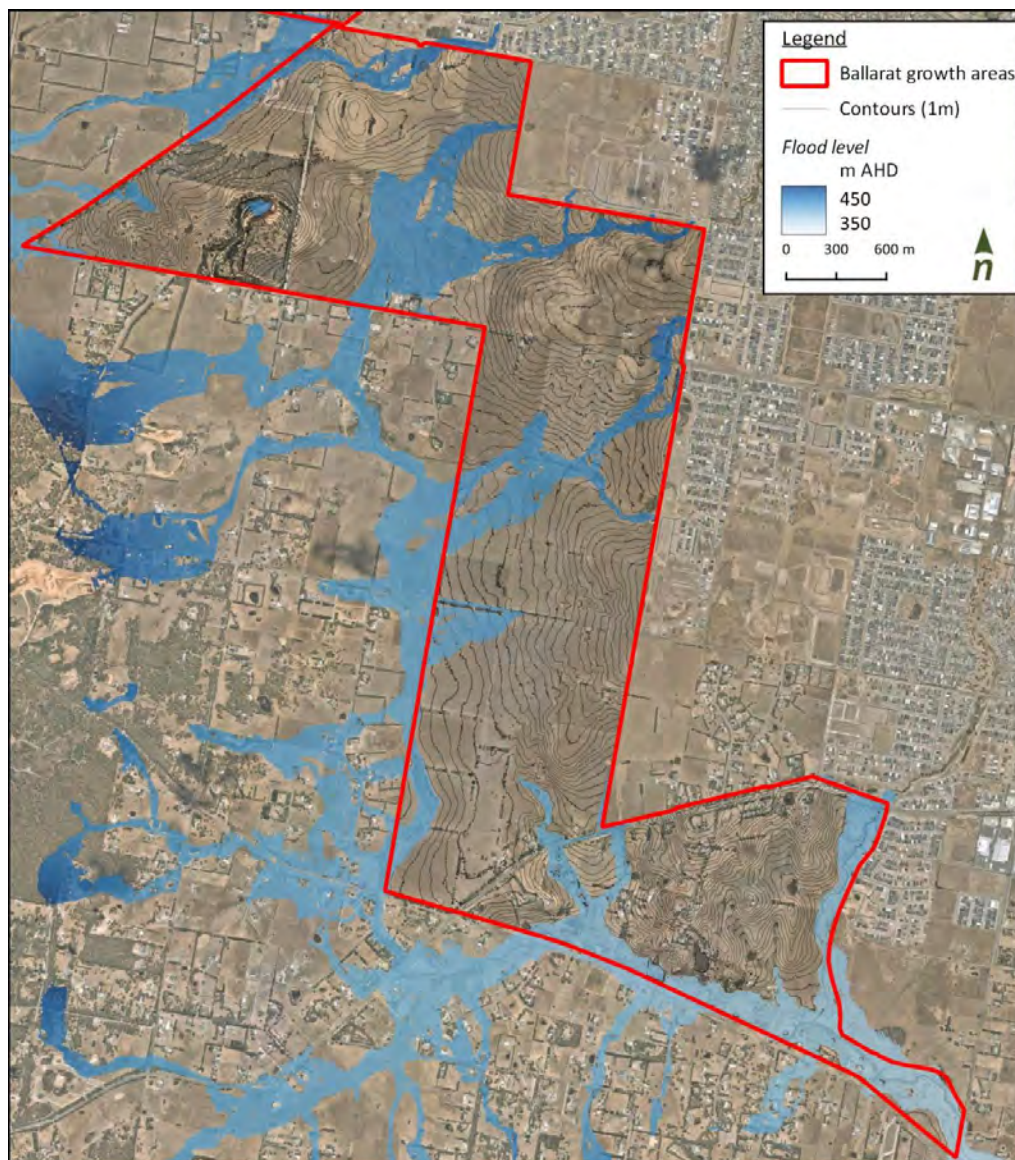 Legend
Ballarat growth areas
Contours (1m)
Flood level
m AHD
450
350
0 300 600 m
n